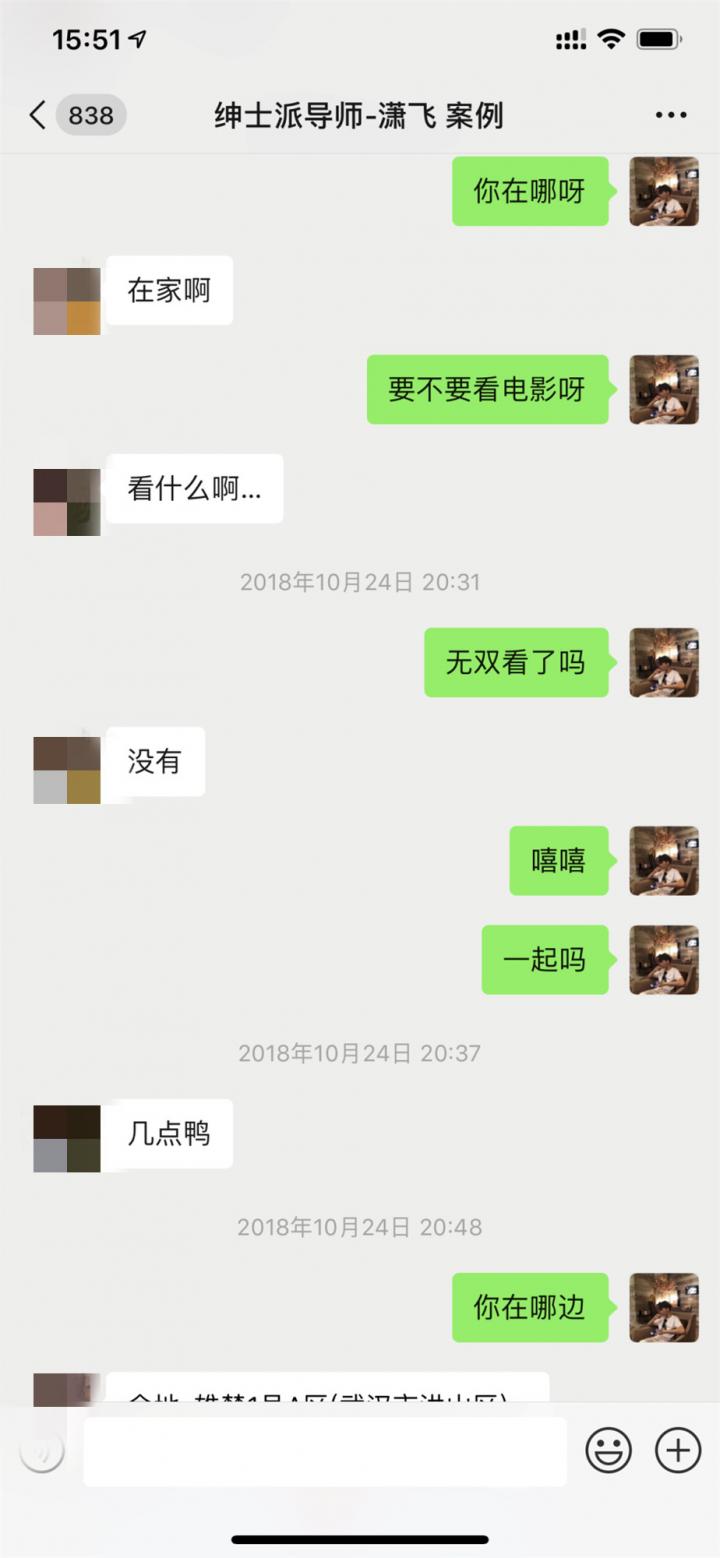 15:51
838
绅士派导师-潇飞 案例
你在哪呀
在家啊
要不要看电影呀
看什么啊...
2018年10月24日 20:31
无双看了吗
没有
嘻嘻
一起吗
2018年10月24日 20:37
几点鸭
2018年10月24日 20:48
你在哪边